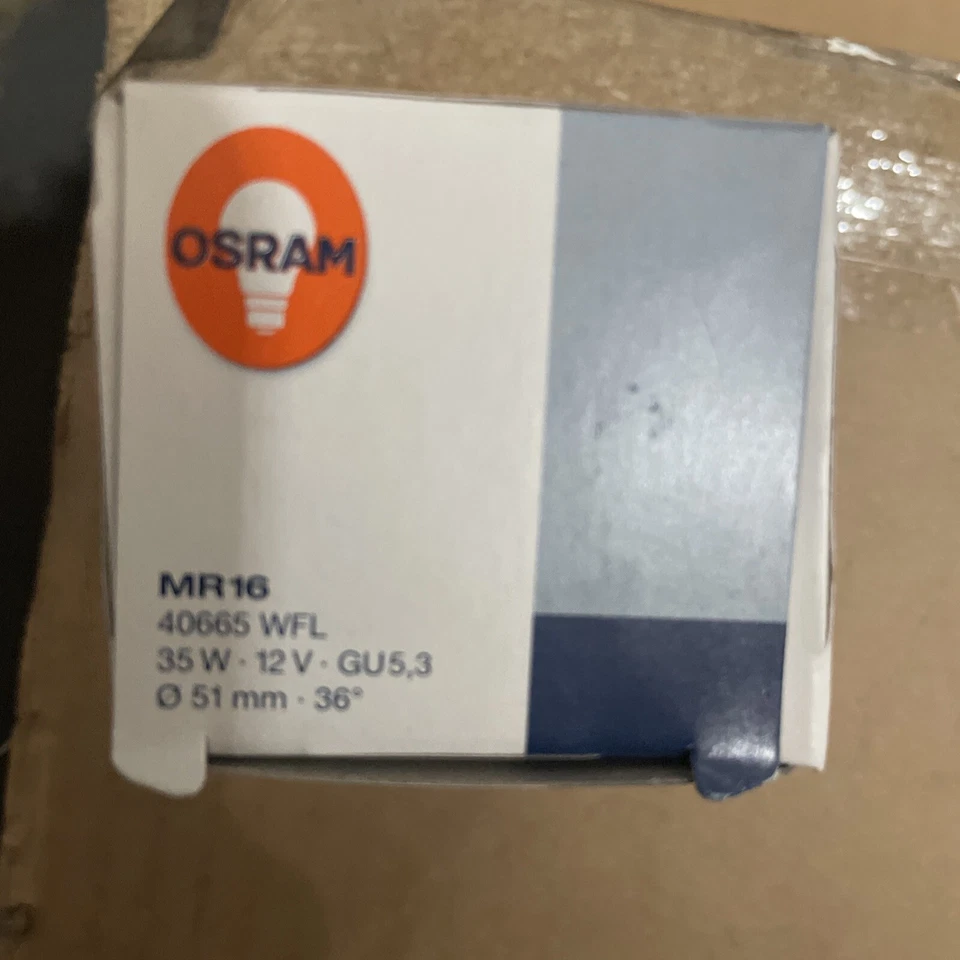 OSRAM
MR16
40665 WFL
35 W · 12 V · GU5,3
Ø 51 mm · 36°